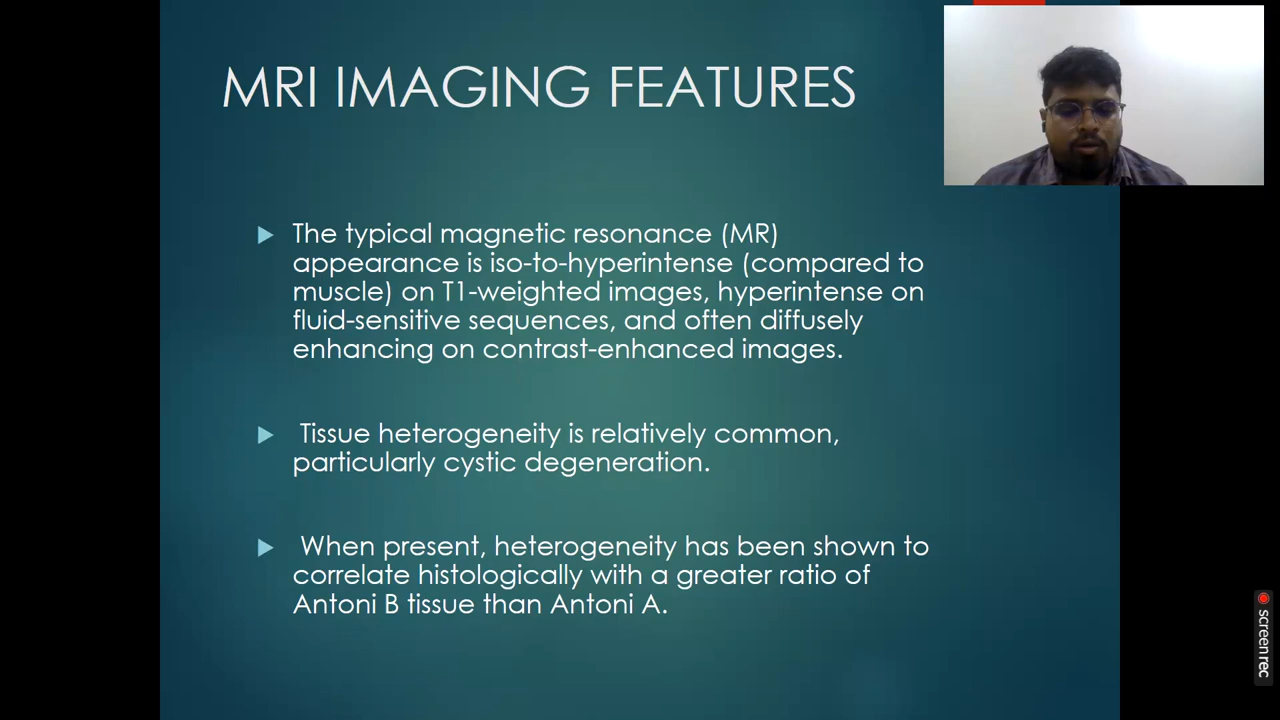 MRI IMAGING FEATURES
The typical magnetic resonance (MR)
appearance is iso-to-hyperintense (compared to
muscle) on T1-weighted images, hyperintense on
fluid-sensitive sequences, and often diffusely
enhancing on contrast-enhanced images.
Tissue heterogeneity is relatively common,
particularly cystic degeneration.
When present, heterogeneity has been shown to
correlate histologically with a greater ratio of
Antoni B tissue than Antoni A.
screen rec